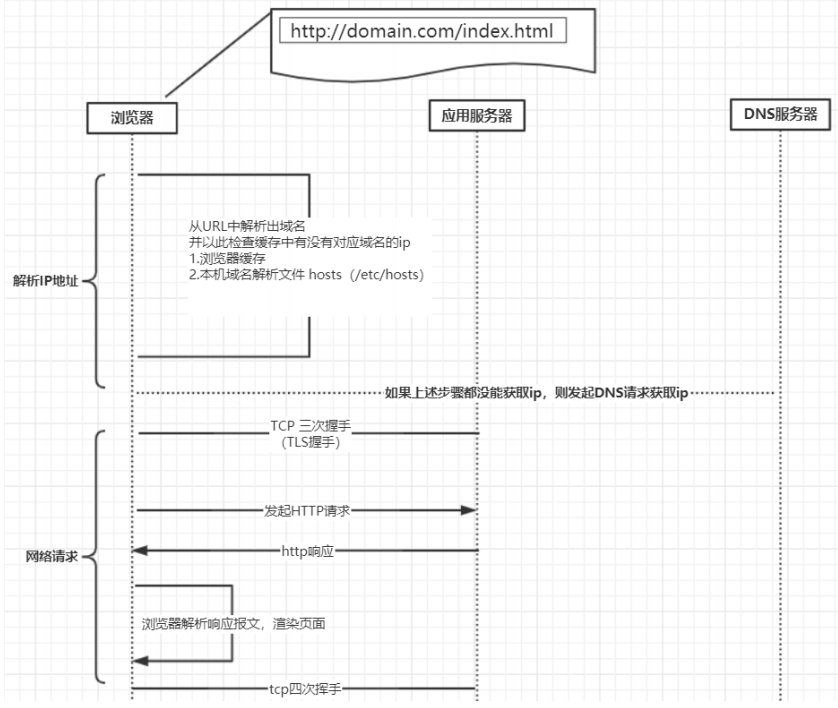 http://domain.com/index.html
浏览器
应用服务器
DNS服务器
从URL中解析出域名
并以此检查缓存中有没有对应域名的ip
1.浏览器缓存
2.本机域名解析文件 hosts（/etc/hosts）
解析IP地址
如果上述步骤都没能获取ip，则发起DNS请求获取ip
TCP 三次握手
（TLS握手）
发起HTTP请求
http响应
网络请求
浏览器解析响应报文，渲染页面
tcp四次挥手